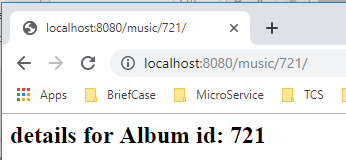 localhost:8080/music/721/
localhost:8080/music/721/
Apps BriefCase MicroService TCS
details for Album id: 721